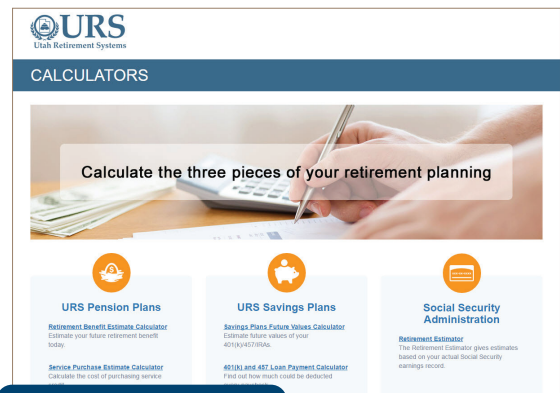 URS
Utah Retirement Systems
CALCULATORS
Calculate the three pieces of your retirement planning
URS Pension Plans
Retirement Benefit Estimate Calculator
Estimate your future retirement benefit
today.
Service Purchase Estimate Calculator
Calculate the cost of purchasing service
URS Savings Plans
Savings Plans Future Values Calculator
Estimate future values of your
401(k)/457/IRAs.
401(k) and 457 Loan Payment Calculator
Find out how much could be deducted
Social Security
Administration
Retirement Estimator
The Retirement Estimator gives estimates
based on your actual Social Security
earnings record.